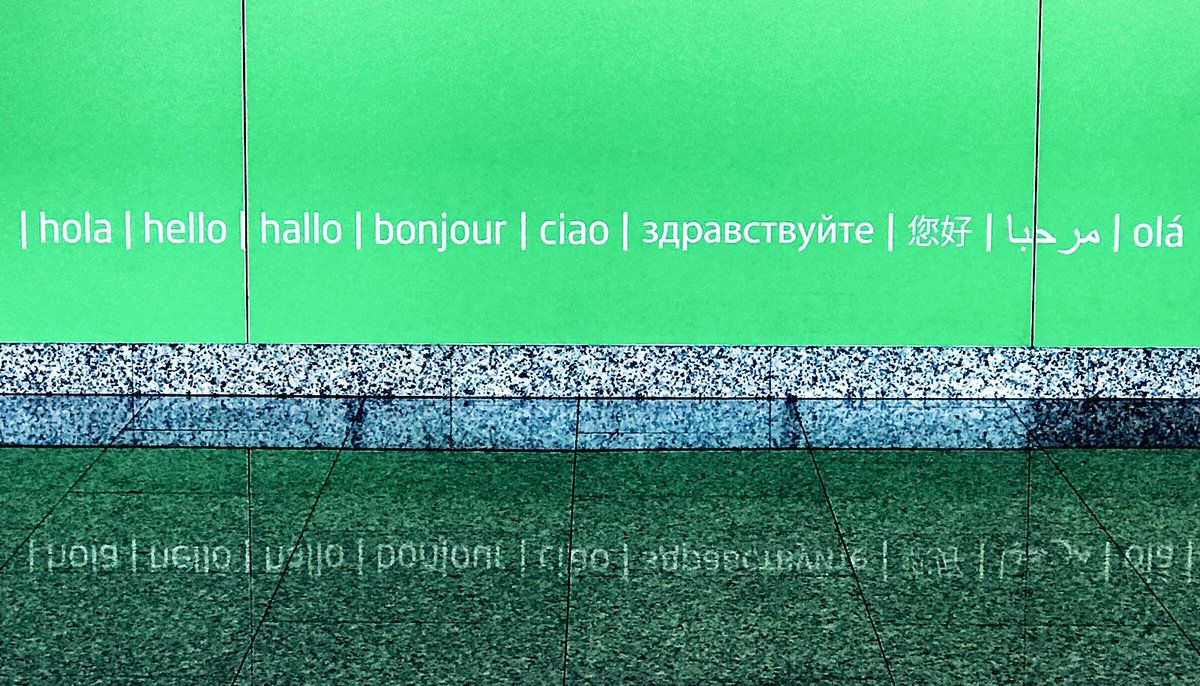 | hola | hello | hallo | bonjour | ciao | здравствуйте | 您好 | مرحبا | olá